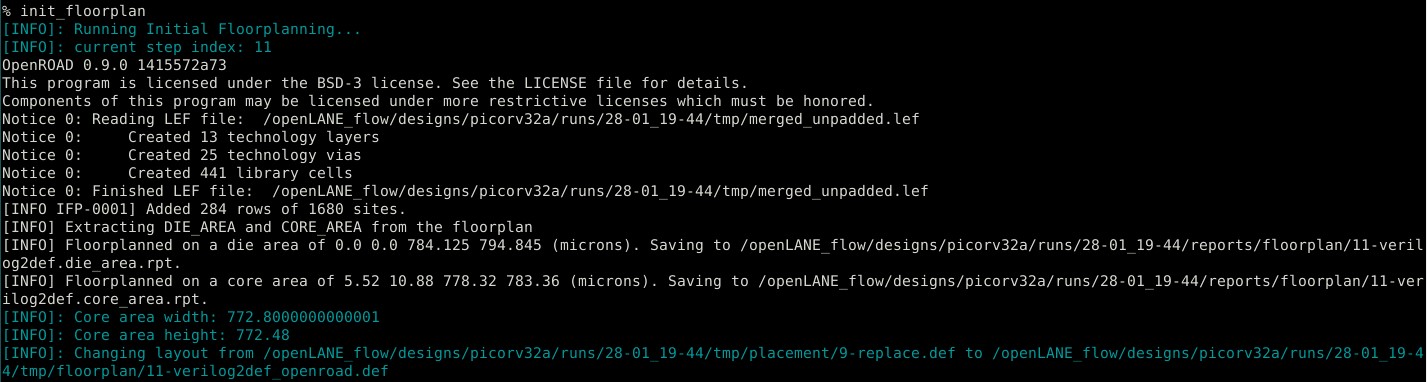 % init_floorplan
[INFO]: Running Initial Floorplanning...
[INFO]: current step index: 11
OpenROAD 0.9.0 1415572a73
This program is licensed under the BSD-3 license. See the LICENSE file for details.
Components of this program may be licensed under more restrictive licenses which must be honored.
Notice 0: Reading LEF file:  /openLANE_flow/designs/picorv32a/runs/28-01_19-44/tmp/merged_unpadded.lef
Notice 0:     Created 13 technology layers
Notice 0:     Created 25 technology vias
Notice 0:     Created 441 library cells
Notice 0: Finished LEF file:  /openLANE_flow/designs/picorv32a/runs/28-01_19-44/tmp/merged_unpadded.lef
[INFO IFP-0001] Added 284 rows of 1680 sites.
[INFO] Extracting DIE_AREA and CORE_AREA from the floorplan
[INFO] Floorplanned on a die area of 0.0 0.0 784.125 794.845 (microns). Saving to /openLANE_flow/designs/picorv32a/runs/28-01_19-44/reports/floorplan/11-veril
og2def.die_area.rpt.
[INFO] Floorplanned on a core area of 5.52 10.88 778.32 783.36 (microns). Saving to /openLANE_flow/designs/picorv32a/runs/28-01_19-44/reports/floorplan/11-ver
ilog2def.core_area.rpt.
[INFO]: Core area width: 772.8000000000001
[INFO]: Core area height: 772.48
[INFO]: Changing layout from /openLANE_flow/designs/picorv32a/runs/28-01_19-44/tmp/placement/9-replace.def to /openLANE_flow/designs/picorv32a/runs/28-01_19-4
4/tmp/floorplan/11-verilog2def_openroad.def